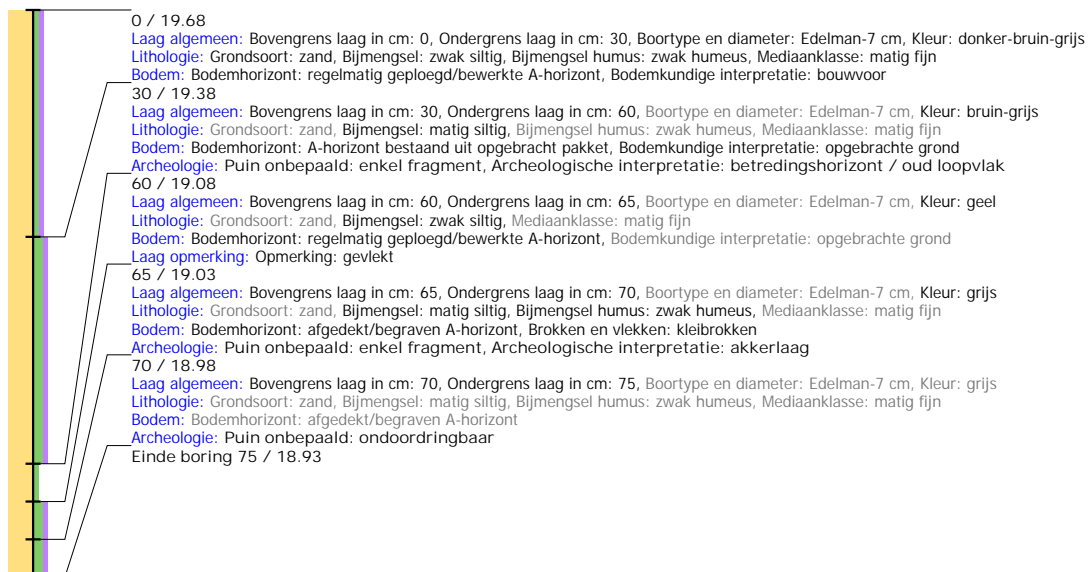 0 / 19.68
Laag algemeen: Bovengrens laag in cm: 0, Ondergrens laag in cm: 30, Boortype en diameter: Edelman-7 cm, Kleur: donker-bruin-grijs
Lithologie: Grondsoort: zand, Bijmengsel: zwak siltig, Bijmengsel humus: zwak humeus, Mediaanklasse: matig fijn
Bodem: Bodemhorizont: regelmatig geploegd/bewerkte A-horizont, Bodemkundige interpretatie: bouwvoor
30 / 19.38
Laag algemeen: Bovengrens laag in cm: 30, Ondergrens laag in cm: 60, Boortype en diameter: Edelman-7 cm, Kleur: bruin-grijs
Lithologie: Grondsoort: zand, Bijmengsel: matig siltig, Bijmengsel humus: zwak humeus, Mediaanklasse: matig fijn
Bodem: Bodemhorizont: A-horizont bestaand uit opgebracht pakket, Bodemkundige interpretatie: opgebrachte grond
Archeologie: Puin onbepaald: enkel fragment, Archeologische interpretatie: betredingshorizont / oud loopvlak
60 / 19.08
Laag algemeen: Bovengrens laag in cm: 60, Ondergrens laag in cm: 65, Boortype en diameter: Edelman-7 cm, Kleur: geel
Lithologie: Grondsoort: zand, Bijmengsel: zwak siltig, Mediaanklasse: matig fijn
Bodem: Bodemhorizont: regelmatig geploegd/bewerkte A-horizont, Bodemkundige interpretatie: opgebrachte grond
Laag opmerking: Opmerking: gevlekt
65 / 19.03
Laag algemeen: Bovengrens laag in cm: 65, Ondergrens laag in cm: 70, Boortype en diameter: Edelman-7 cm, Kleur: grijs
Lithologie: Grondsoort: zand, Bijmengsel: matig siltig, Bijmengsel humus: zwak humeus, Mediaanklasse: matig fijn
Bodem: Bodemhorizont: afgedekt/begraven A-horizont, Brokken en vlekken: kleibrokken
Archeologie: Puin onbepaald: enkel fragment, Archeologische interpretatie: akkerlaag
70 / 18.98
Laag algemeen: Bovengrens laag in cm: 70, Ondergrens laag in cm: 75, Boortype en diameter: Edelman-7 cm, Kleur: grijs
Lithologie: Grondsoort: zand, Bijmengsel: matig siltig, Bijmengsel humus: zwak humeus, Mediaanklasse: matig fijn
Bodem: Bodemhorizont: afgedekt/begraven A-horizont
Archeologie: Puin onbepaald: ondoordringbaar
Einde boring 75 / 18.93